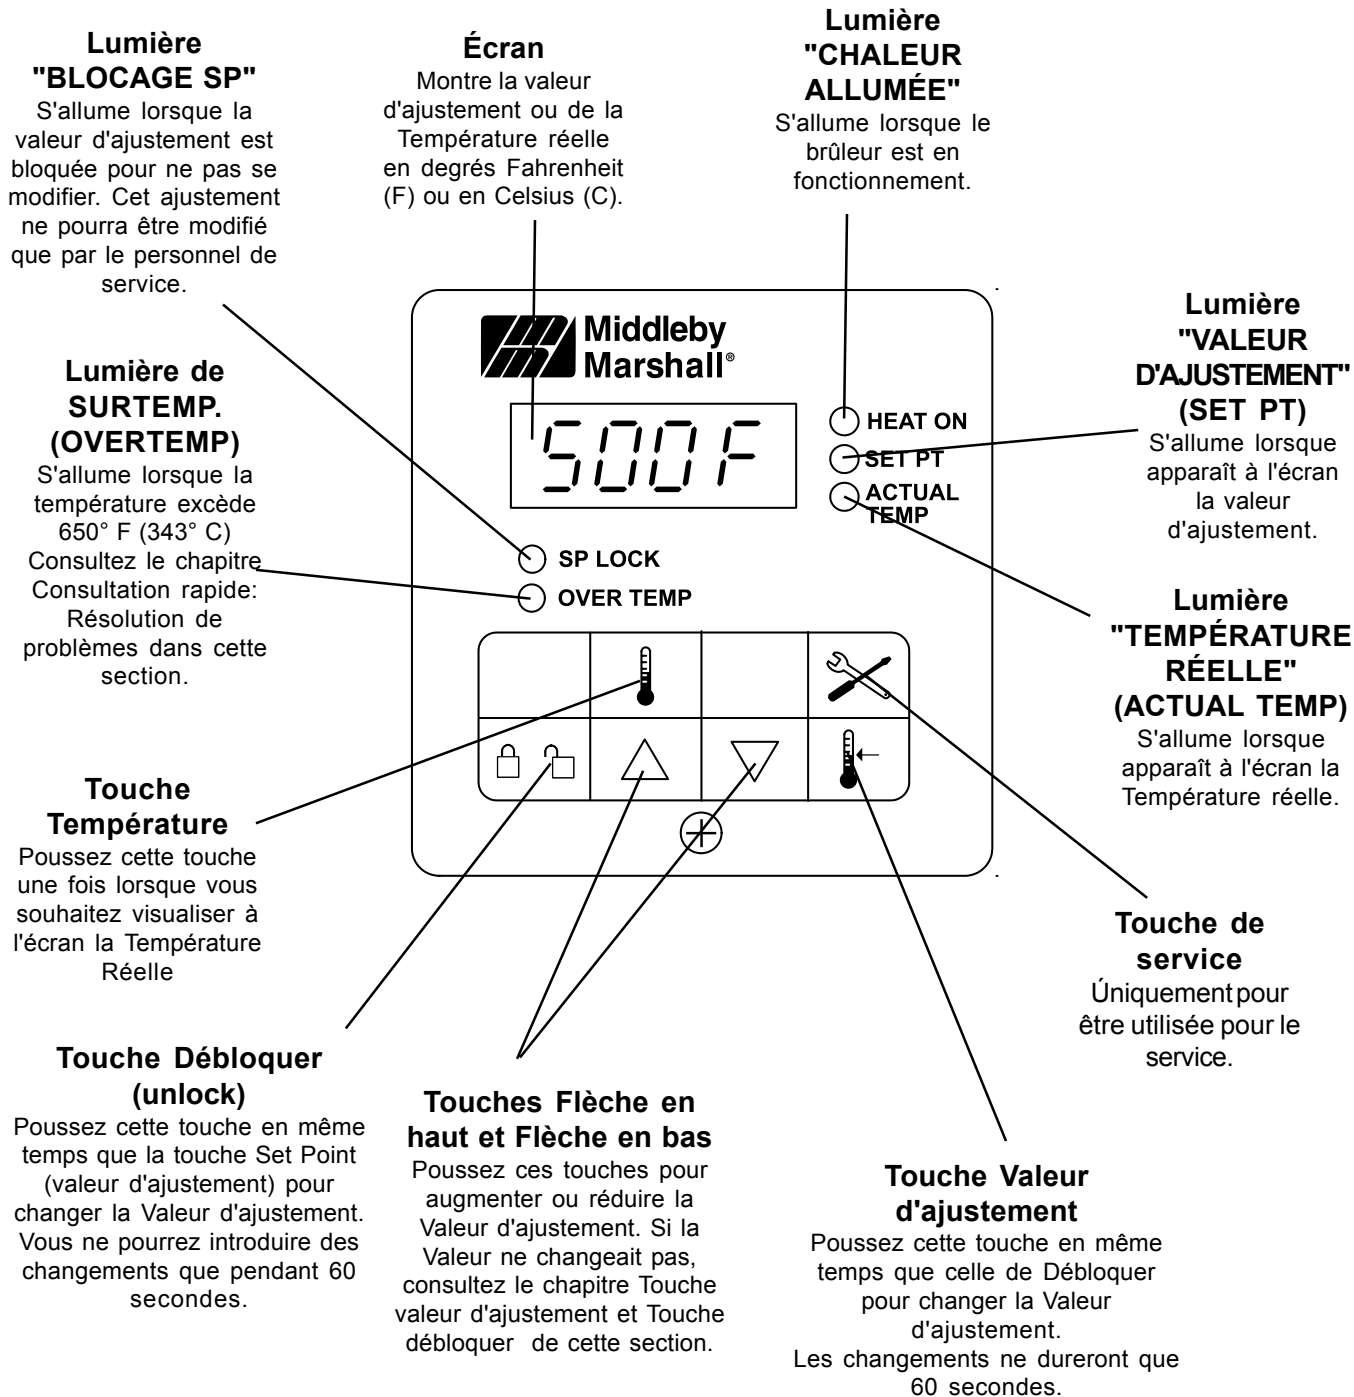 Lumière
"BLOCAGE SP"
S'allume lorsque la
valeur d'ajustement est
bloquée pour ne pas se
modifier. Cet ajustement
ne pourra être modifié
que par le personnel de
service.
Écran
Montre la valeur
d'ajustement ou de la
Température réelle
en degrés Fahrenheit
(F) ou en Celsius (C).
Lumière
"CHALEUR
ALLUMÉE"
S'allume lorsque le
brûleur est en
fonctionnement.
Lumière de
SURTEMP.
(OVERTEMP)
S'allume lorsque la
température excède
650° F (343° C)
Consultez le chapitre
Consultation rapide:
Résolution de
problèmes dans cette
section.
Middleby
Marshall®
500F
HEAT ON
SET PT
ACTUAL
TEMP
SP LOCK
OVER TEMP
Lumière
"VALEUR
D'AJUSTEMENT"
(SET PT)
S'allume lorsque
apparaît à l'écran
la valeur
d'ajustement.
Lumière
"TEMPÉRATURE
RÉELLE"
(ACTUAL TEMP)
S'allume lorsque
apparaît à l'écran la
Température réelle.
Touche
Température
Poussez cette touche
une fois lorsque vous
souhaitez visualiser à
l'écran la Température
Réelle
Touche de
service
Úniquement pour
être utilisée pour le
service.
Touche Débloquer
(unlock)
Poussez cette touche en même
temps que la touche Set Point
(valeur d'ajustement) pour
changer la Valeur d'ajustement.
Vous ne pourrez introduire des
changements que pendant 60
secondes.
Touches Flèche en
haut et Flèche en bas
Poussez ces touches pour
augmenter ou réduire la
Valeur d'ajustement. Si la
Valeur ne changeait pas,
consultez le chapitre Touche
valeur d'ajustement et Touche
débloquer de cette section.
Touche Valeur
d'ajustement
Poussez cette touche en même
temps que celle de Débloquer
pour changer la Valeur
d'ajustement.
Les changements ne dureront que
60 secondes.